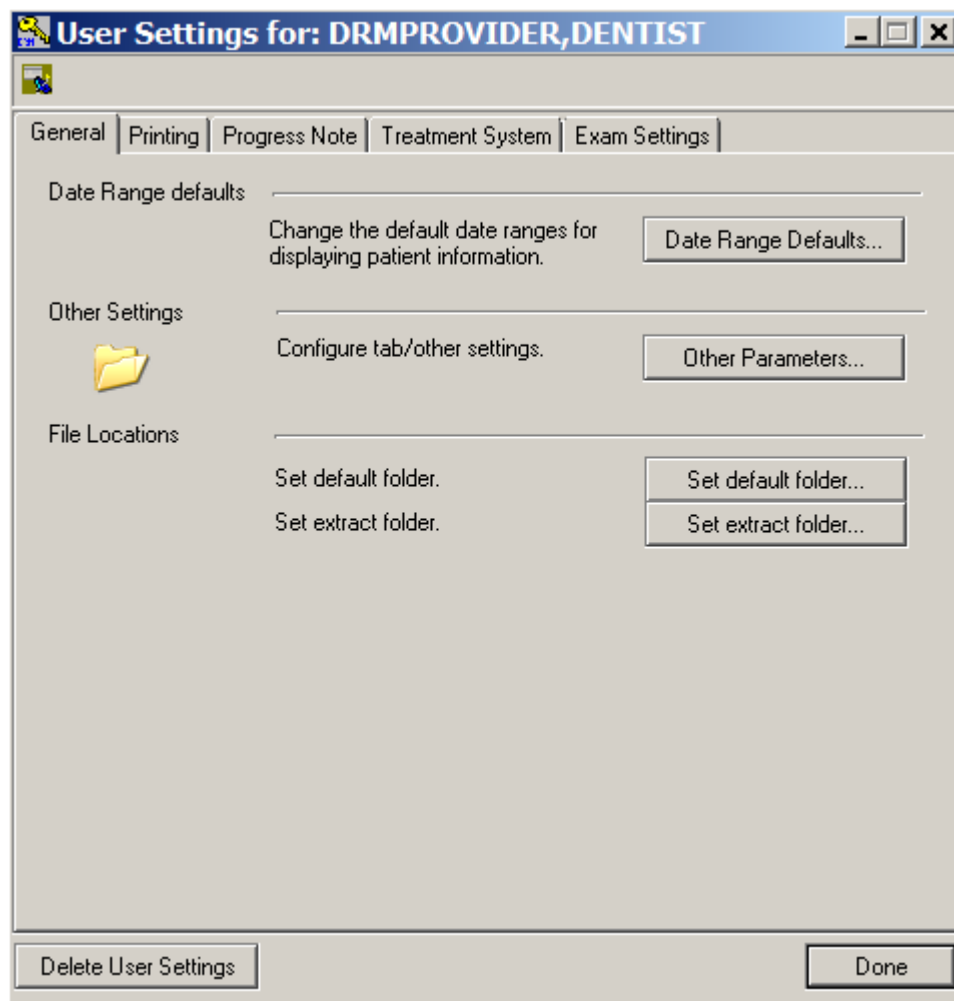 User Settings for: DRMPROVIDER,DENTIST
General Printing Progress Note Treatment System Exam Settings
Date Range defaults
Change the default date ranges for
displaying patient information.
Date Range Defaults...
Other Settings
Configure tab/other settings.
Other Parameters...
File Locations
Set default folder.
Set default folder...
Set extract folder.
Set extract folder...
Delete User Settings
Done